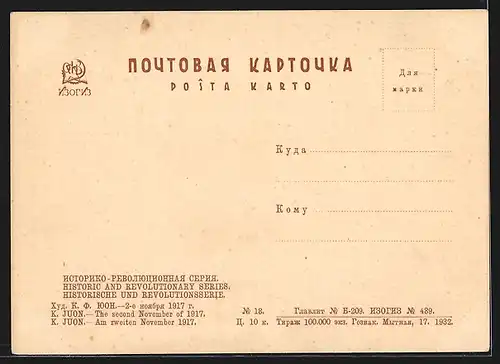 ПОЧТОВАЯ КАРТОЧКА
POŜTA KARTO
ИЗОГИЗ
Для
марки
Куда
Кому
ИСТОРИКО-РЕВОЛЮЦИОННАЯ СЕРИЯ.
HISTORIC AND REVOLUTIONARY SERIES.
HISTORISCHE UND REVOLUTIONSSERIE.
Худ. К. Ф. ЮОН.—2-е ноября 1917 г.
K. JUON.—The second November of 1917.
K. JUON.—Am zweiten November 1917.
№ 18. Главлит № Б-209. ИЗОГИЗ № 439.
Ц. 10 к. Тираж 100.000 экз. Гознак. Мытная, 17. 1932.